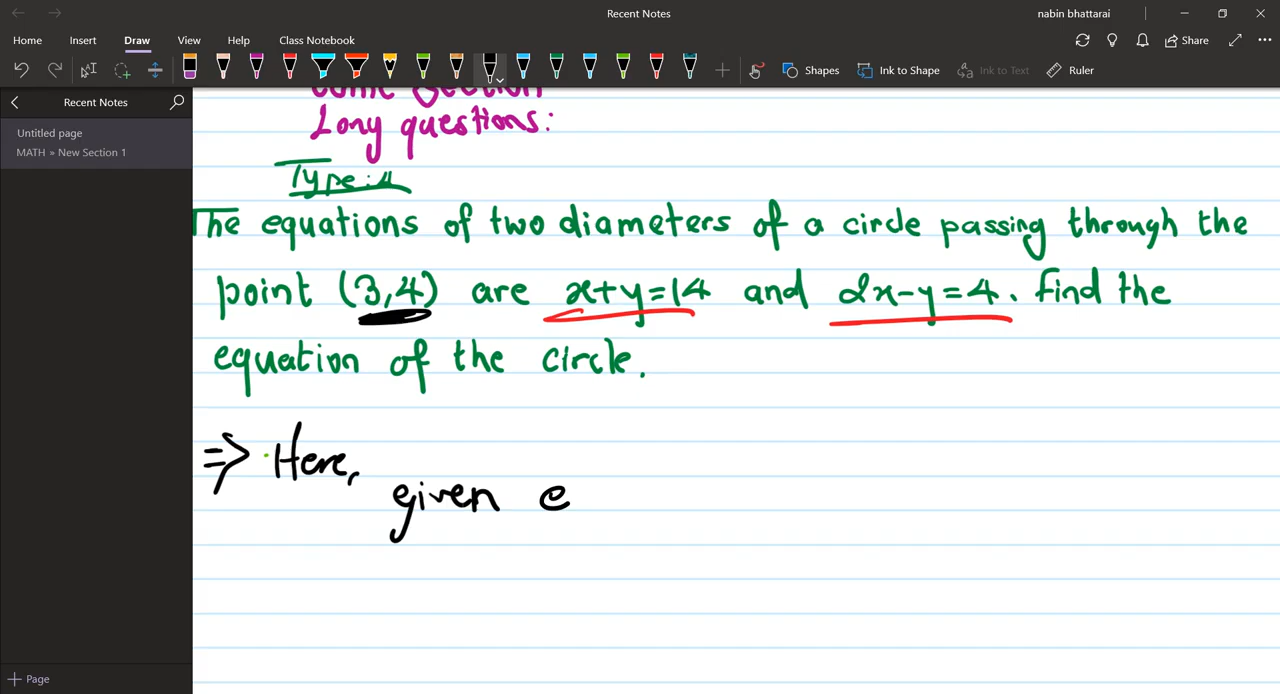 Recent Notes
nabin bhattarai
Home Insert Draw View Help Class Notebook
Share
Shapes Ink to Shape Ink to Text Ruler
Recent Notes
Untitled page
MATH » New Section 1
Section
Long questions:
Type:
The equations of two diameters of a circle passing through the
point (3,4) are x+y=14 and 2x-y=4. Find the
equation of the circle.
=> Here,
given e
+ Page